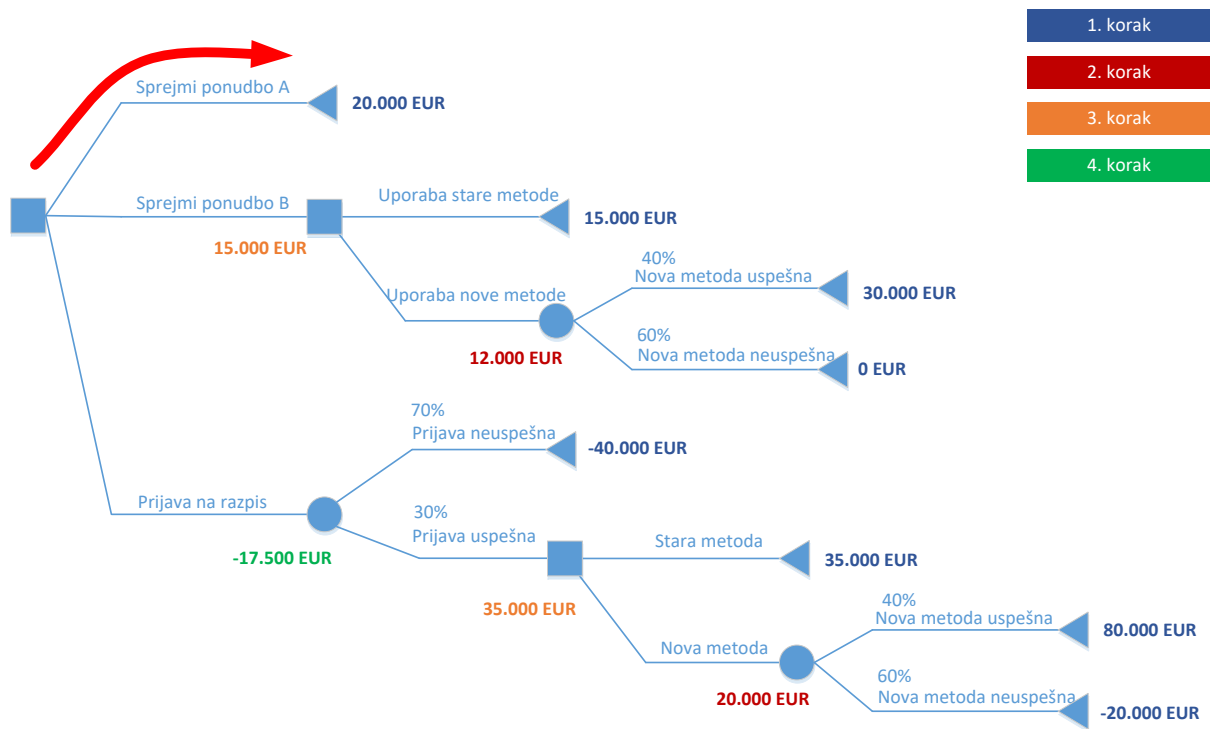 1. korak
2. korak
3. korak
4. korak
Sprejmi ponudbo A
20.000 EUR
Sprejmi ponudbo B
15.000 EUR
Uporaba stare metode
15.000 EUR
Uporaba nove metode
12.000 EUR
40%
Nova metoda uspešna
30.000 EUR
60%
Nova metoda neuspešna
0 EUR
Prijava na razpis
-17.500 EUR
70%
Prijava neuspešna
-40.000 EUR
30%
Prijava uspešna
35.000 EUR
Stara metoda
35.000 EUR
Nova metoda
20.000 EUR
40%
Nova metoda uspešna
80.000 EUR
60%
Nova metoda neuspešna
-20.000 EUR